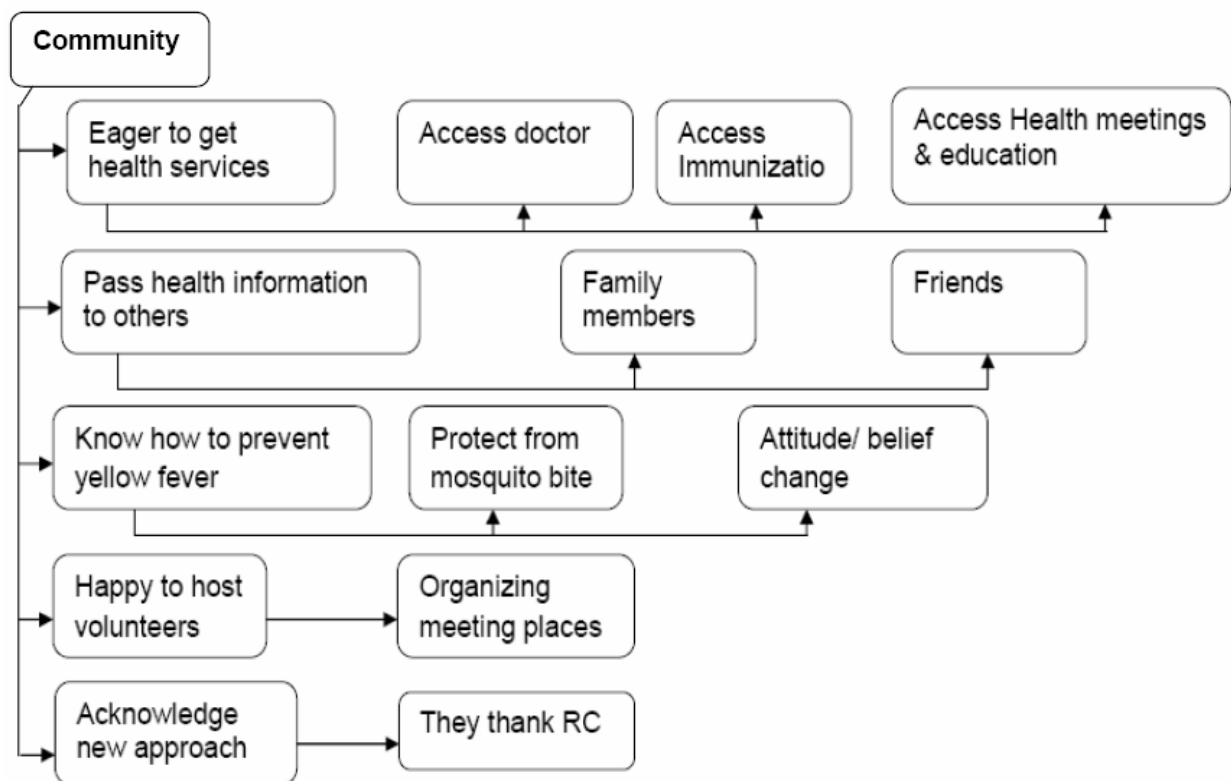 Community
Eager to get
health services
Access doctor
Access
Immunizatio
Access Health meetings
& education
Pass health information
to others
Family
members
Friends
Know how to prevent
yellow fever
Protect from
mosquito bite
Attitude/ belief
change
Happy to host
volunteers
Organizing
meeting places
Acknowledge
new approach
They thank RC